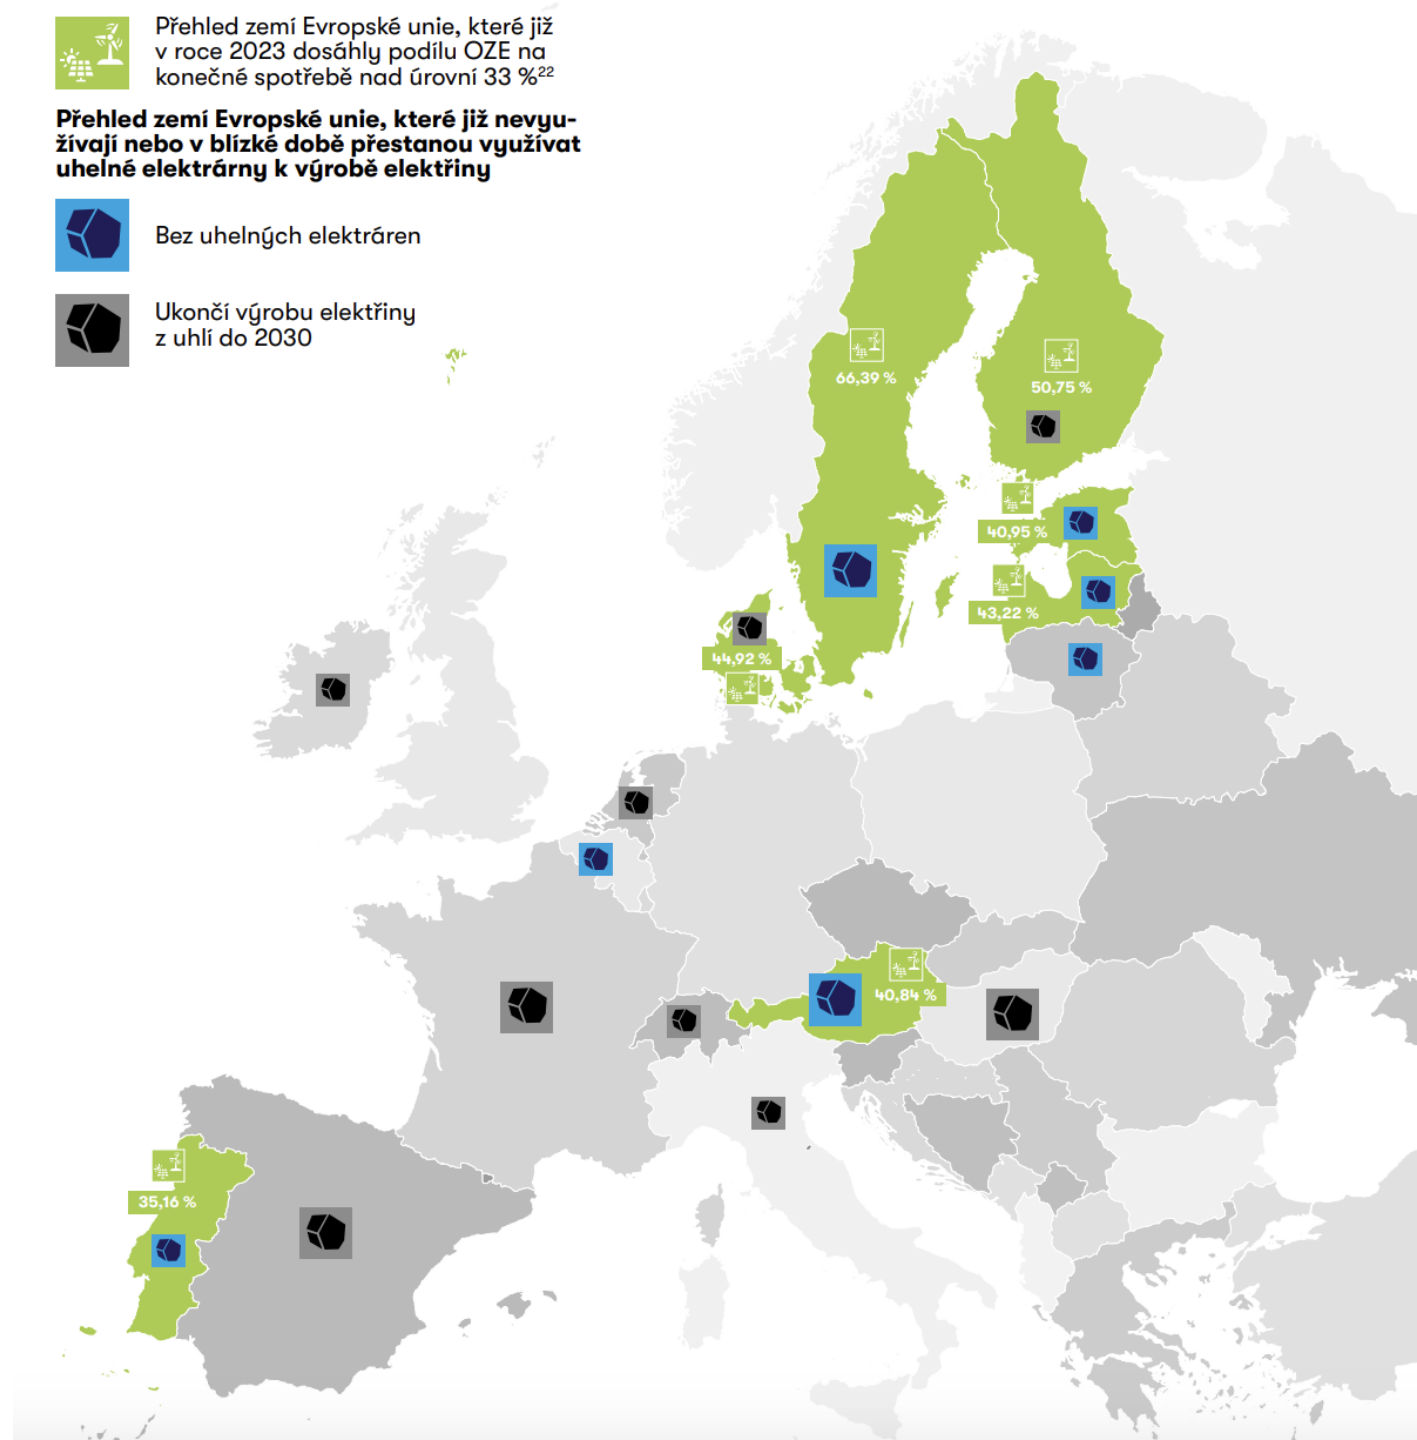 Přehled zemí Evropské unie, které již
v roce 2023 dosáhly podílu OZE na
konečné spotřebě nad úrovní 33 %²²
Přehled zemí Evropské unie, které již nevyu-
žívají nebo v blízké době přestanou využívat
uhelné elektrárny k výrobě elektřiny
Bez uhelných elektráren
Ukončí výrobu elektřiny
z uhlí do 2030
66,39 %
50,75 %
40,95 %
43,22 %
44,92 %
40,84 %
35,16 %